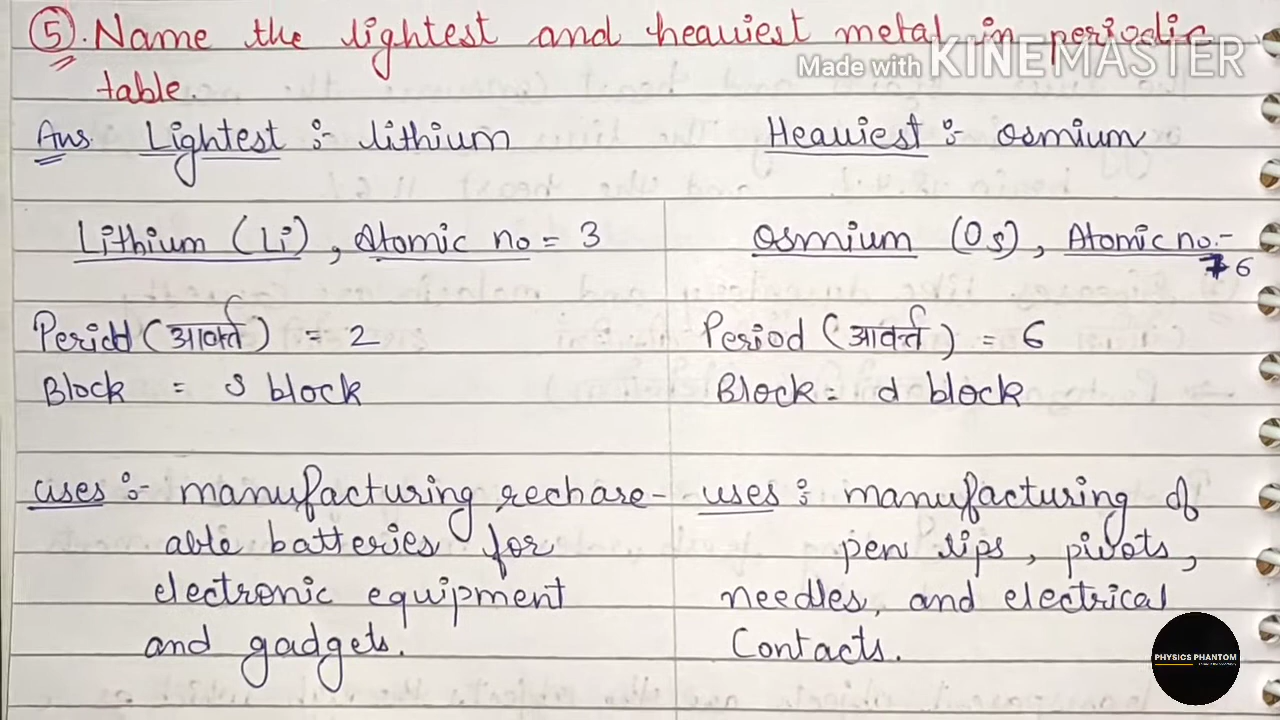 5. Name the lightest and heaviest metal in periodic
Made with KINEMASTER
table.
Ans. Lightest :- lithium Heaviest :- osmium
Lithium (Li), Atomic no = 3 Osmium (Os), Atomic no.-
76
Period (आवर्त) = 2 Period (आवर्त) = 6
Block = s block Block = d block
uses :- manufacturing rechare- uses :- manufacturing of
able batteries for pen tips, pivots,
electronic equipment needles, and electrical
and gadgets. Contacts.
PHYSICS PHANTOM